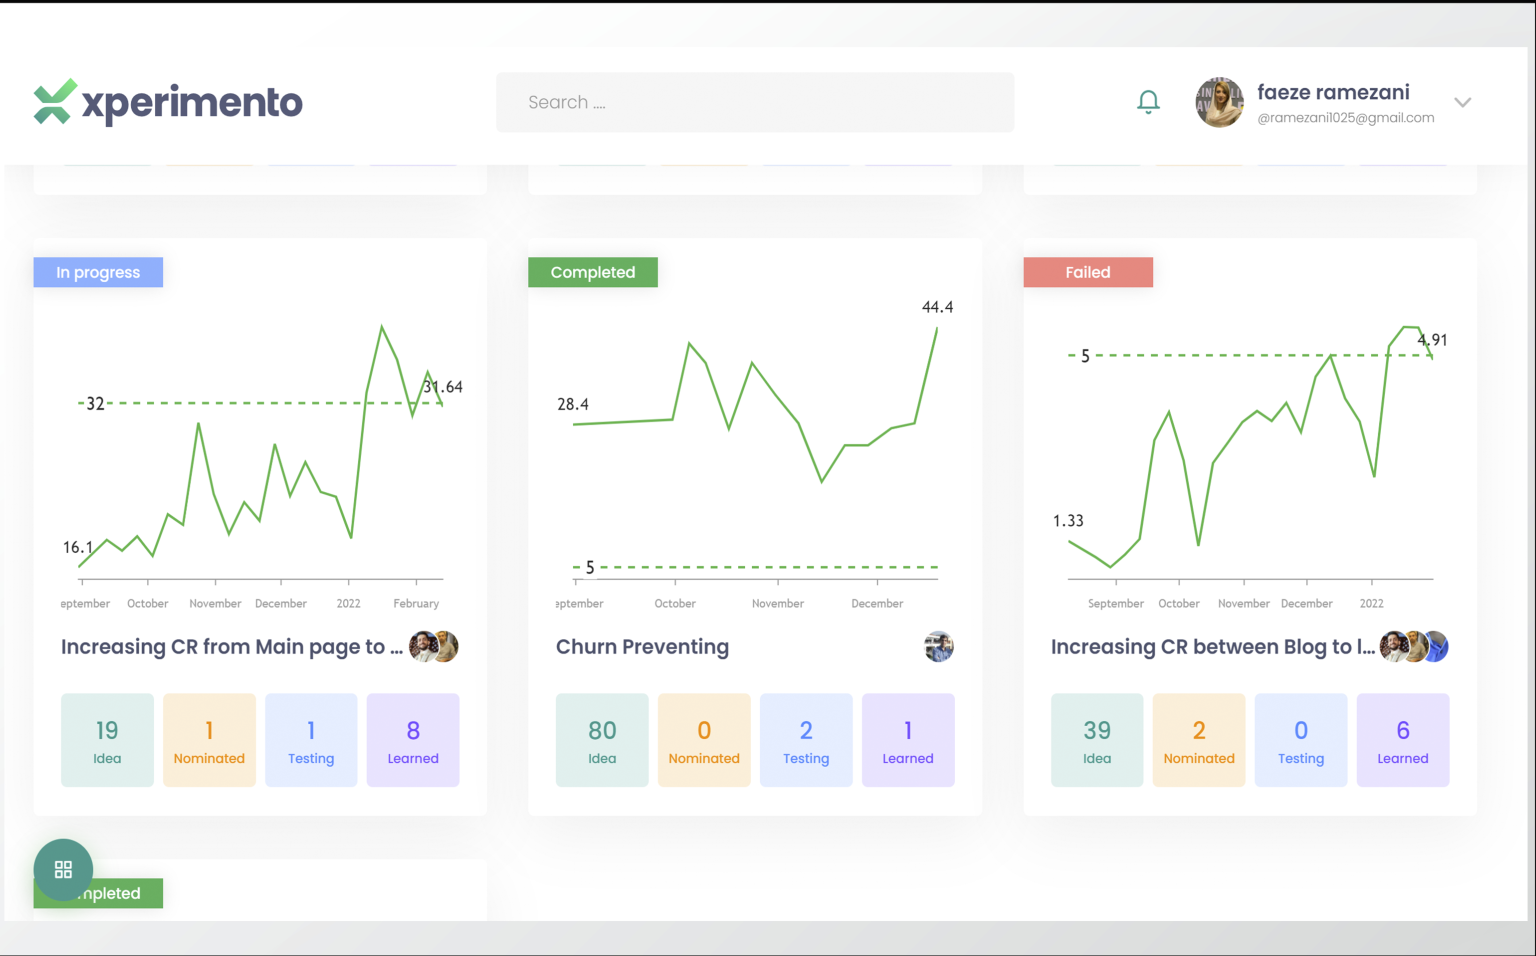 xperimento
Search ....
faeze ramezani
@ramezani1025@gmail.com
In progress
32
31.64
16.1
eptember October November December 2022 February
Increasing CR from Main page to ...
19 1 1 8
Idea Nominated Testing Learned
Completed
44.4
28.4
5
eptember October November December
Churn Preventing
80 0 2 1
Idea Nominated Testing Learned
Failed
5
4.91
1.33
September October November December 2022
Increasing CR between Blog to l...
39 2 0 6
Idea Nominated Testing Learned
mpleted